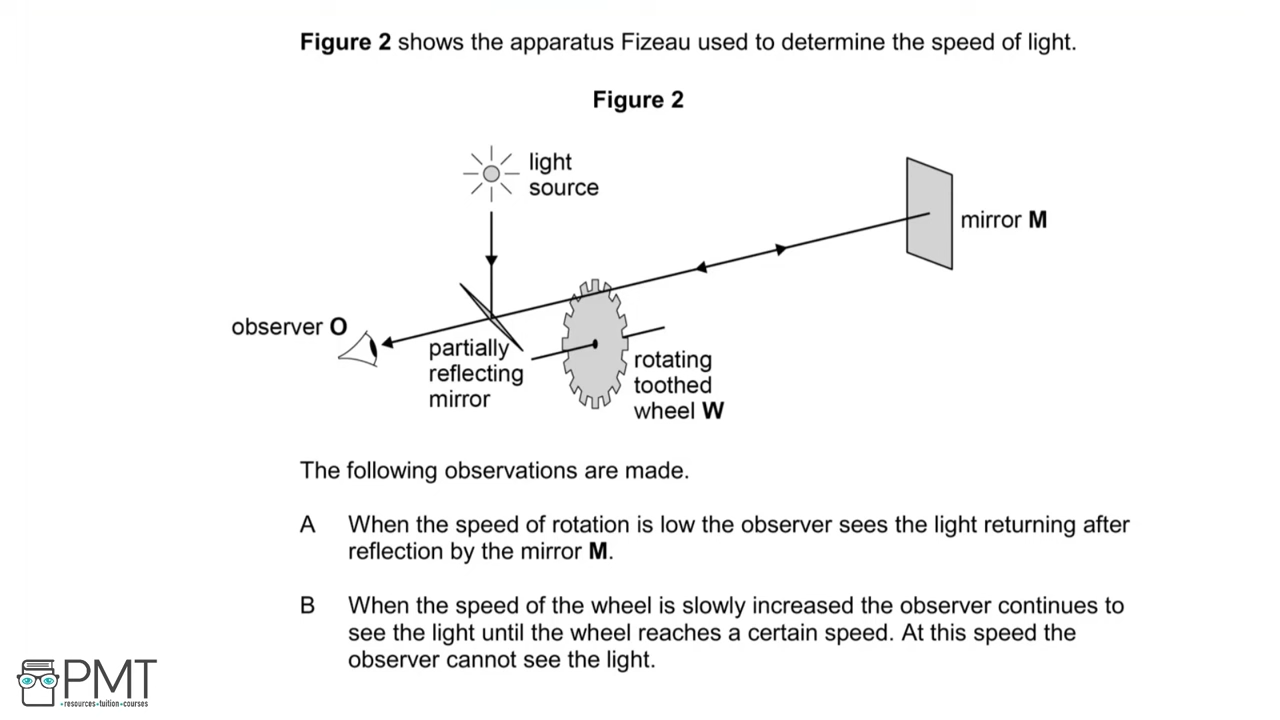 Figure 2 shows the apparatus Fizeau used to determine the speed of light.
Figure 2
light
source
mirror M
observer O
partially
reflecting
mirror
rotating
toothed
wheel W
The following observations are made.
A When the speed of rotation is low the observer sees the light returning after
reflection by the mirror M.
B When the speed of the wheel is slowly increased the observer continues to
see the light until the wheel reaches a certain speed. At this speed the
observer cannot see the light.
PMT
•resources•tuition•courses